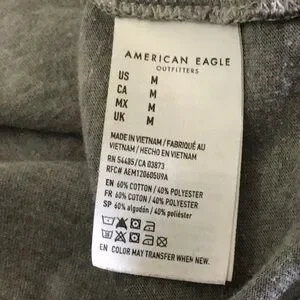 AMERICAN EAGLE
OUTFITTERS
US M
CA M
MX M
UK M
MADE IN VIETNAM / FABRIQUÉ AU
VIETNAM / HECHO EN VIETNAM
RN 54485/CA 03873
RFC# AEM120605U9A
EN 60% COTTON / 40% POLYESTER
FR 60% COTON / 40% POLYESTER
SP 60% algodón / 40% poliéster
EN COLOR MAY TRANSFER WHEN NEW.